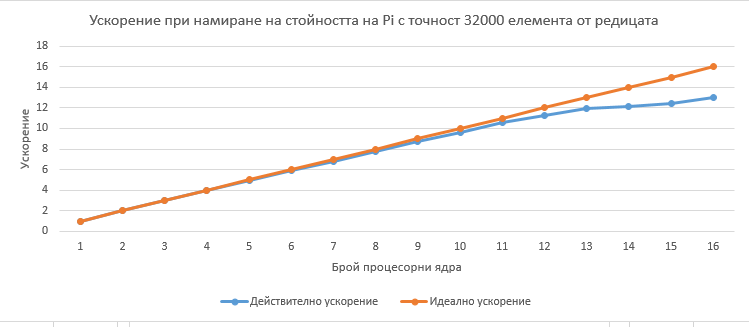 Ускорение при намиране на стойността на Pi с точност 32000 елемента от редицата
18
16
14
12
10
8
6
4
2
0
Ускорение
1 2 3 4 5 6 7 8 9 10 11 12 13 14 15 16
Брой процесорни ядра
Действително ускорение Идеално ускорение